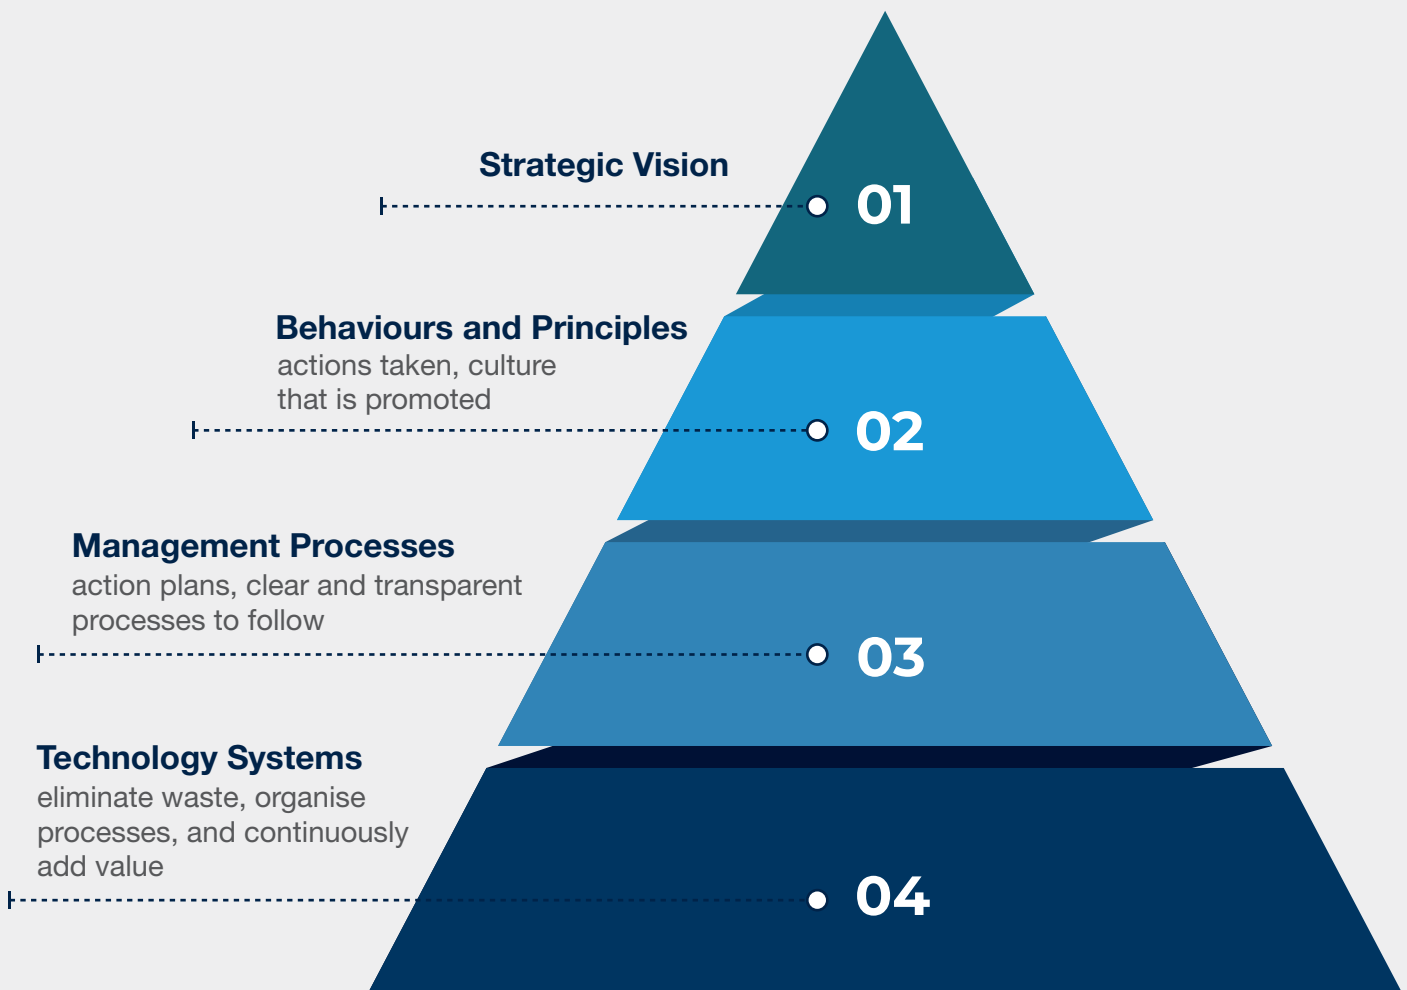 Strategic Vision
01
Behaviours and Principles
actions taken, culture
that is promoted
02
Management Processes
action plans, clear and transparent
processes to follow
03
Technology Systems
eliminate waste, organise
processes, and continuously
add value
04